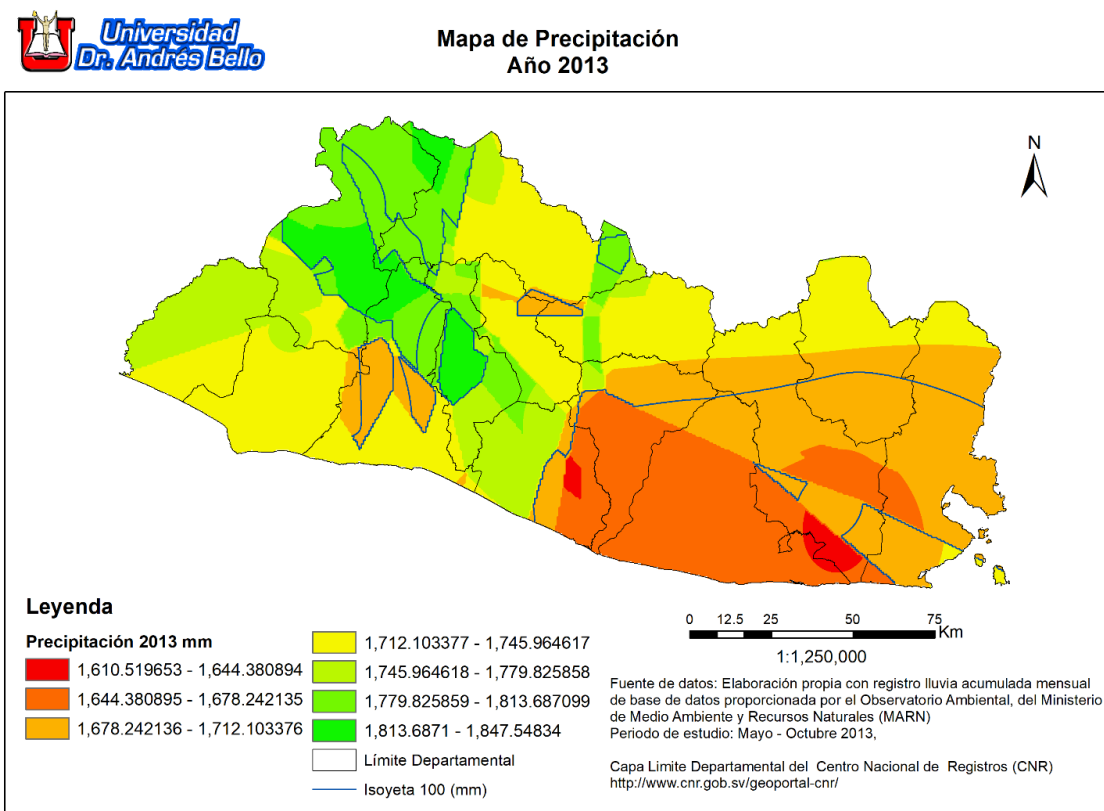 Universidad
Dr. Andrés Bello
Mapa de Precipitación
Año 2013
N
Leyenda
Precipitación 2013 mm
1,610.519653 - 1,644.380894
1,644.380895 - 1,678.242135
1,678.242136 - 1,712.103376
1,712.103377 - 1,745.964617
1,745.964618 - 1,779.825858
1,779.825859 - 1,813.687099
1,813.6871 - 1,847.54834
Límite Departamental
Isoyeta 100 (mm)
0 12.5 25 50 75
Km
1:1,250,000
Fuente de datos: Elaboración propia con registro lluvia acumulada mensual
de base de datos proporcionada por el Observatorio Ambiental, del Ministerio
de Medio Ambiente y Recursos Naturales (MARN)
Periodo de estudio: Mayo - Octubre 2013,
Capa Limite Departamental del Centro Nacional de Registros (CNR)
http://www.cnr.gob.sv/geoportal-cnr/